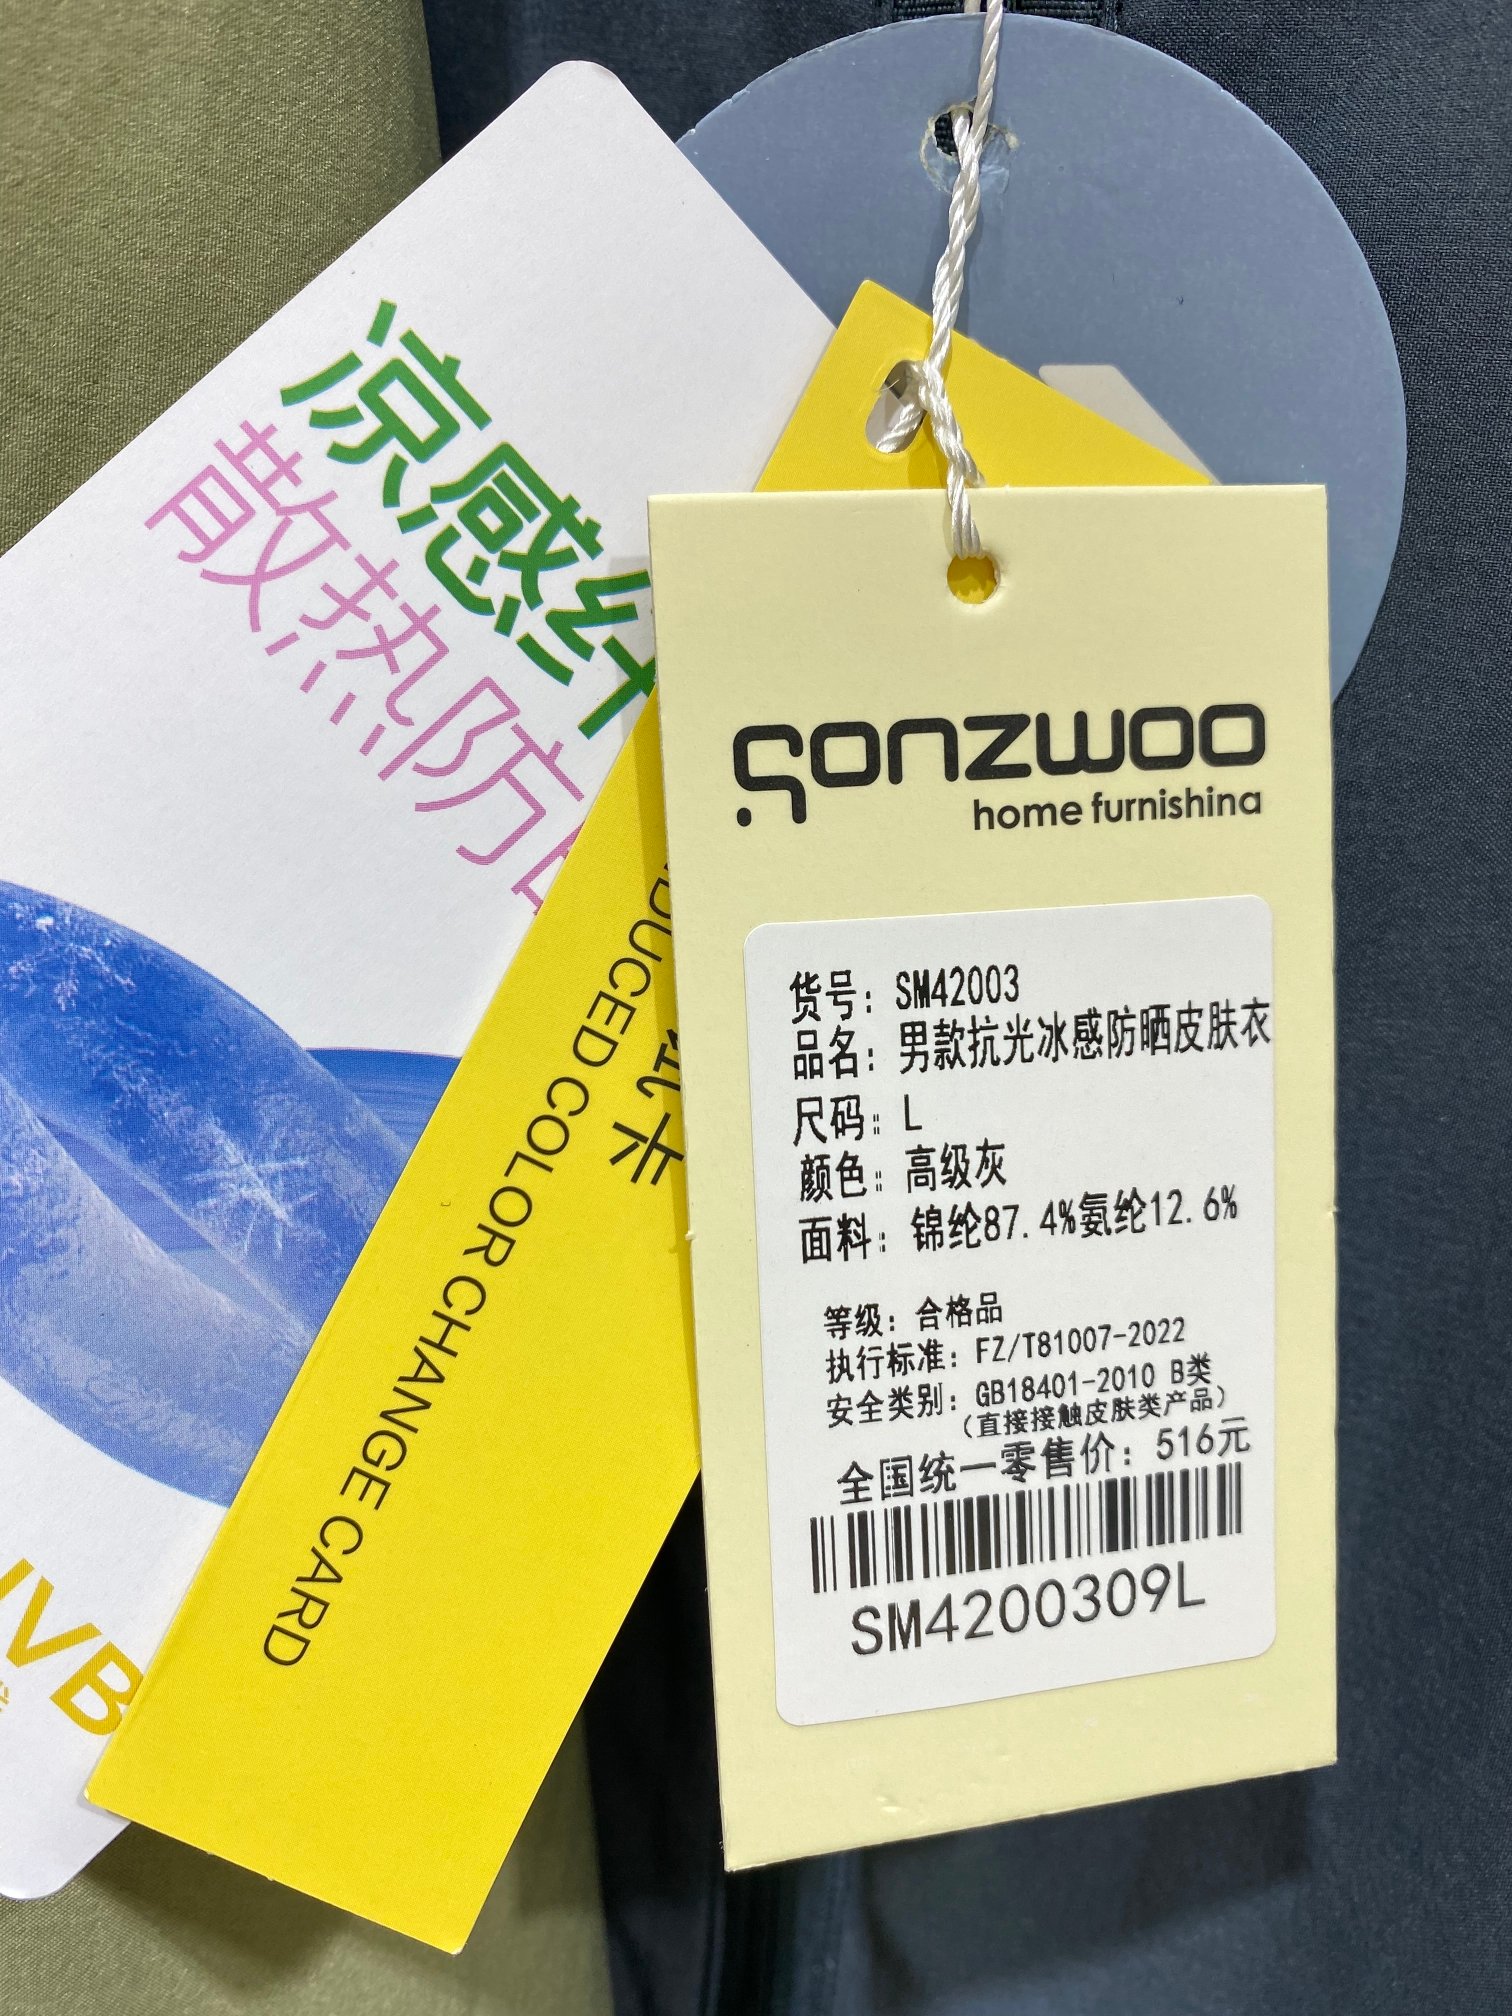 凉感纤
散热防
DUCED COLOR CHANGE CARD
gonzwoo
home furnishing
货号：SM42003
品名：男款抗光冰感防晒皮肤衣
尺码：L
颜色：高级灰
面料：锦纶87.4%氨纶12.6%
等级：合格品
执行标准：FZ/T81007-2022
安全类别：GB18401-2010 B类
（直接接触皮肤类产品）
全国统一零售价：516元
SM4200309L
VB